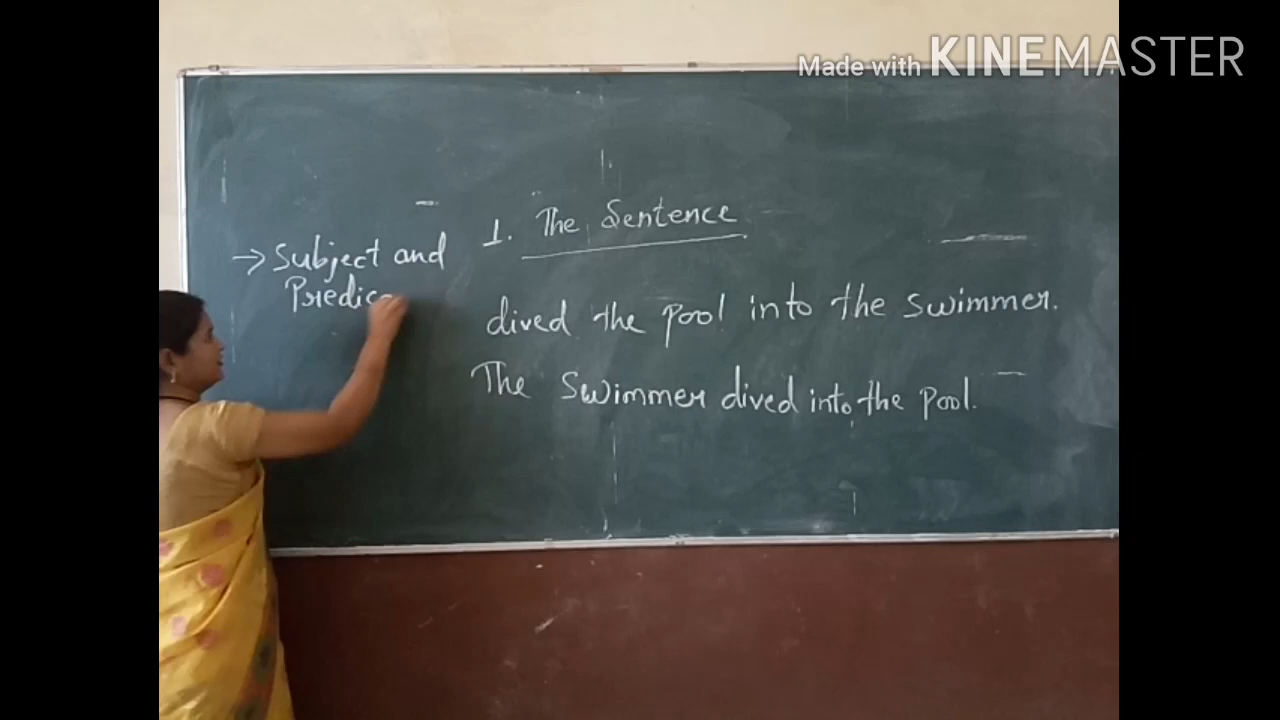 Made with KINEMASTER
1. The Sentence
→ Subject and
Predica
dived the pool into the swimmer.
The swimmer dived into the pool.